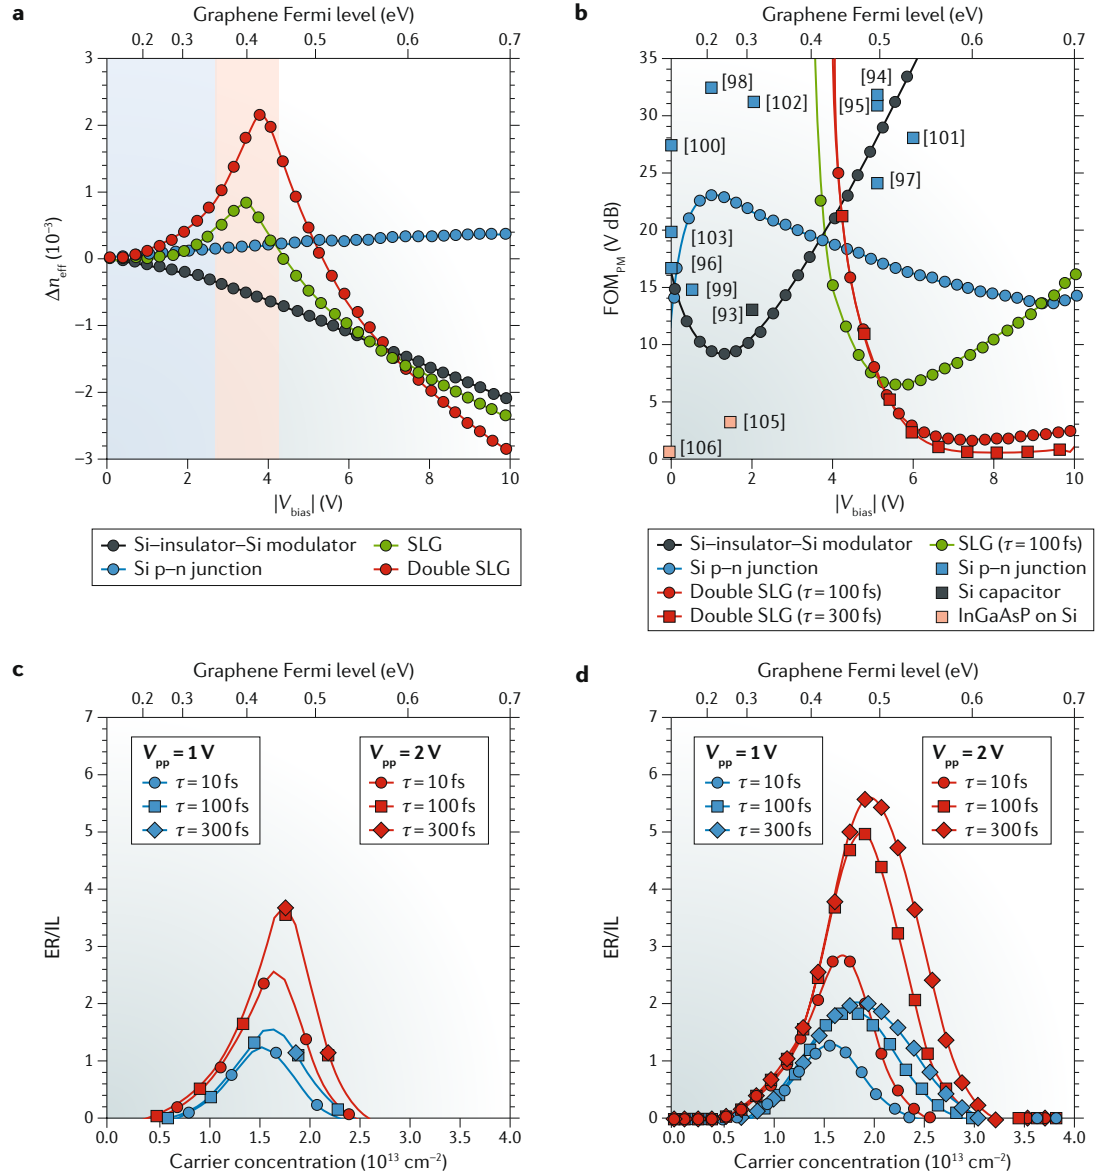 a
Graphene Fermi level (eV)
0.2 0.3 0.4 0.5 0.6 0.7
3
2
1
0
−1
−2
−3
Δn_eff (10⁻³)
0 2 4 6 8 10
|V_bias| (V)
Si–insulator–Si modulator
Si p–n junction
SLG
Double SLG
b
Graphene Fermi level (eV)
0.2 0.3 0.4 0.5 0.6 0.7
35
30
25
20
15
10
5
0
FOM_PM (V dB)
[98]
[102]
[94]
[95]
[101]
[100]
[97]
[103]
[96]
[99]
[93]
[105]
[106]
0 2 4 6 8 10
|V_bias| (V)
Si–insulator–Si modulator
Si p–n junction
Double SLG (τ = 100 fs)
Double SLG (τ = 300 fs)
SLG (τ = 100 fs)
Si p–n junction
Si capacitor
InGaAsP on Si
c
Graphene Fermi level (eV)
0.2 0.3 0.4 0.5 0.6 0.7
7
6
5
4
3
2
1
0
ER/IL
V_pp = 1 V
τ = 10 fs
τ = 100 fs
τ = 300 fs
V_pp = 2 V
τ = 10 fs
τ = 100 fs
τ = 300 fs
0.0 0.5 1.0 1.5 2.0 2.5 3.0 3.5 4.0
Carrier concentration (10¹³ cm⁻²)
d
Graphene Fermi level (eV)
0.2 0.3 0.4 0.5 0.6 0.7
7
6
5
4
3
2
1
0
ER/IL
V_pp = 1 V
τ = 10 fs
τ = 100 fs
τ = 300 fs
V_pp = 2 V
τ = 10 fs
τ = 100 fs
τ = 300 fs
0.0 0.5 1.0 1.5 2.0 2.5 3.0 3.5 4.0
Carrier concentration (10¹³ cm⁻²)